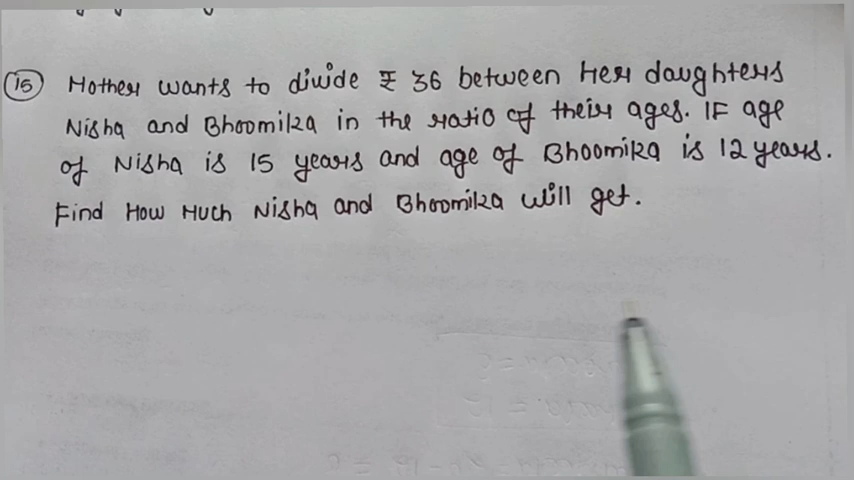 15 Mother wants to divide ₹ 36 between Her daughters
Nisha and Bhoomika in the ratio of their ages. IF age
of Nisha is 15 years and age of Bhoomika is 12 years.
Find How Much Nisha and Bhoomika will get.